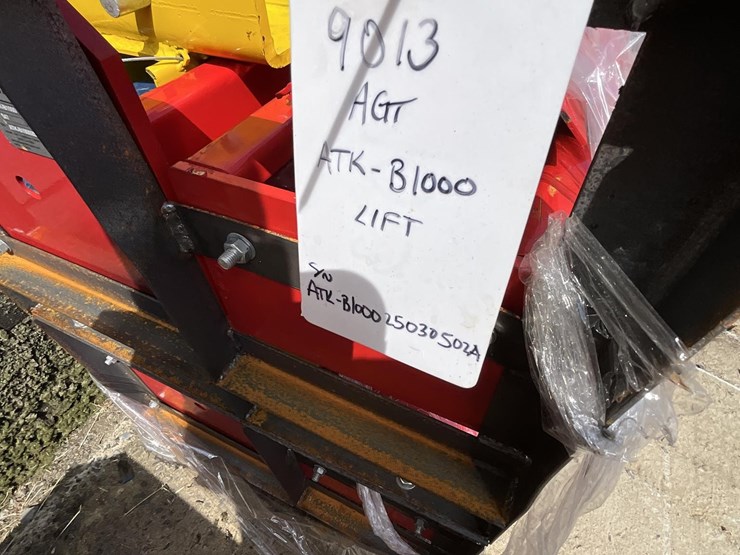 9013
AGT
ATK-B1000
LIFT
S/N
ATK-B100025030502A